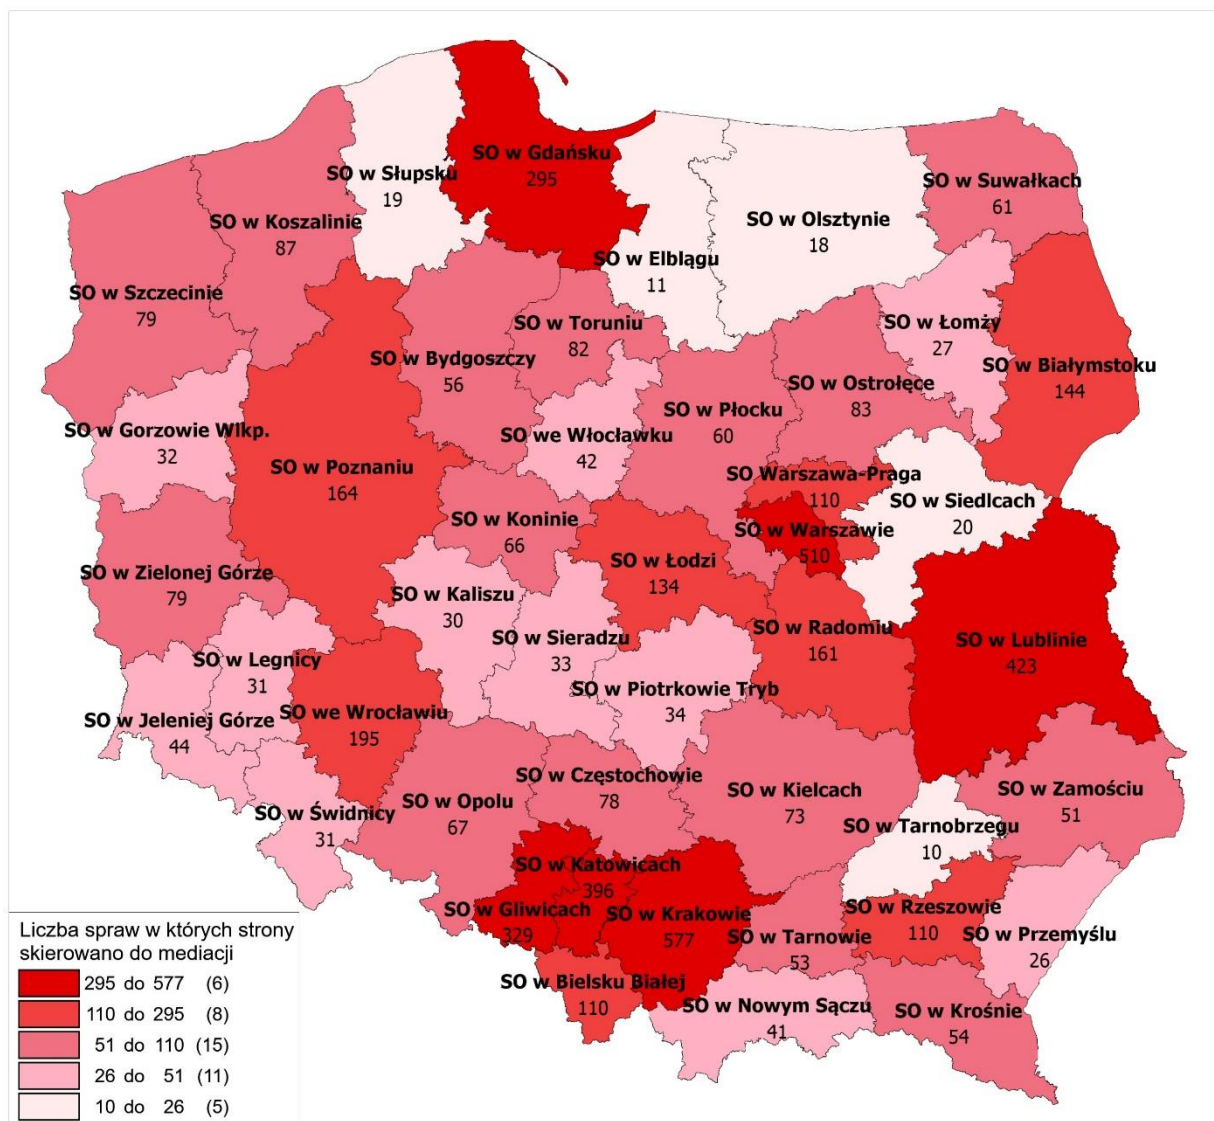 SO w Gdańsku
295
SO w Słupsku
19
SO w Suwałkach
61
SO w Koszalinie
87
SO w Olsztynie
18
SO w Elblągu
11
SO w Szczecinie
79
SO w Toruniu
82
SO w Łomży
27
SO w Bydgoszczy
56
SO w Białymstoku
144
SO w Ostrołęce
83
SO w Płocku
60
SO w Gorzowie Wlkp.
32
SO we Włocławku
42
SO w Poznaniu
164
SO Warszawa-Praga
110
SO w Siedlcach
20
SO w Koninie
66
SO w Warszawie
510
SO w Łodzi
134
SO w Zielonej Górze
79
SO w Kaliszu
30
SO w Radomiu
161
SO w Sieradzu
33
SO w Lublinie
423
SO w Legnicy
31
SO w Piotrkowie Tryb
34
SO w Jeleniej Górze
44
SO we Wrocławiu
195
SO w Częstochowie
78
SO w Kielcach
73
SO w Zamościu
51
SO w Opolu
67
SO w Świdnicy
31
SO w Tarnobrzegu
10
SO w Katowicach
396
SO w Gliwicach
329
SO w Krakowie
577
SO w Rzeszowie
110
SO w Tarnowie
53
SO w Przemyślu
26
SO w Bielsku Białej
110
SO w Nowym Sączu
41
SO w Krośnie
54
Liczba spraw w których strony
skierowano do mediacji
295 do 577 (6)
110 do 295 (8)
51 do 110 (15)
26 do 51 (11)
10 do 26 (5)